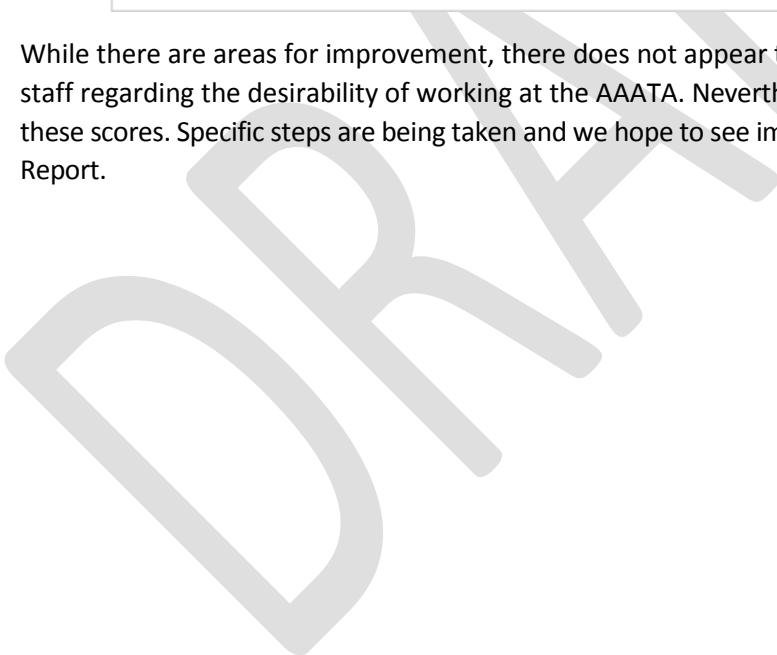 While there are areas for improvement, there does not appear
staff regarding the desirability of working at the AAATA.
these scores. Specific steps are being taken and we hope to see
Report.
DRA